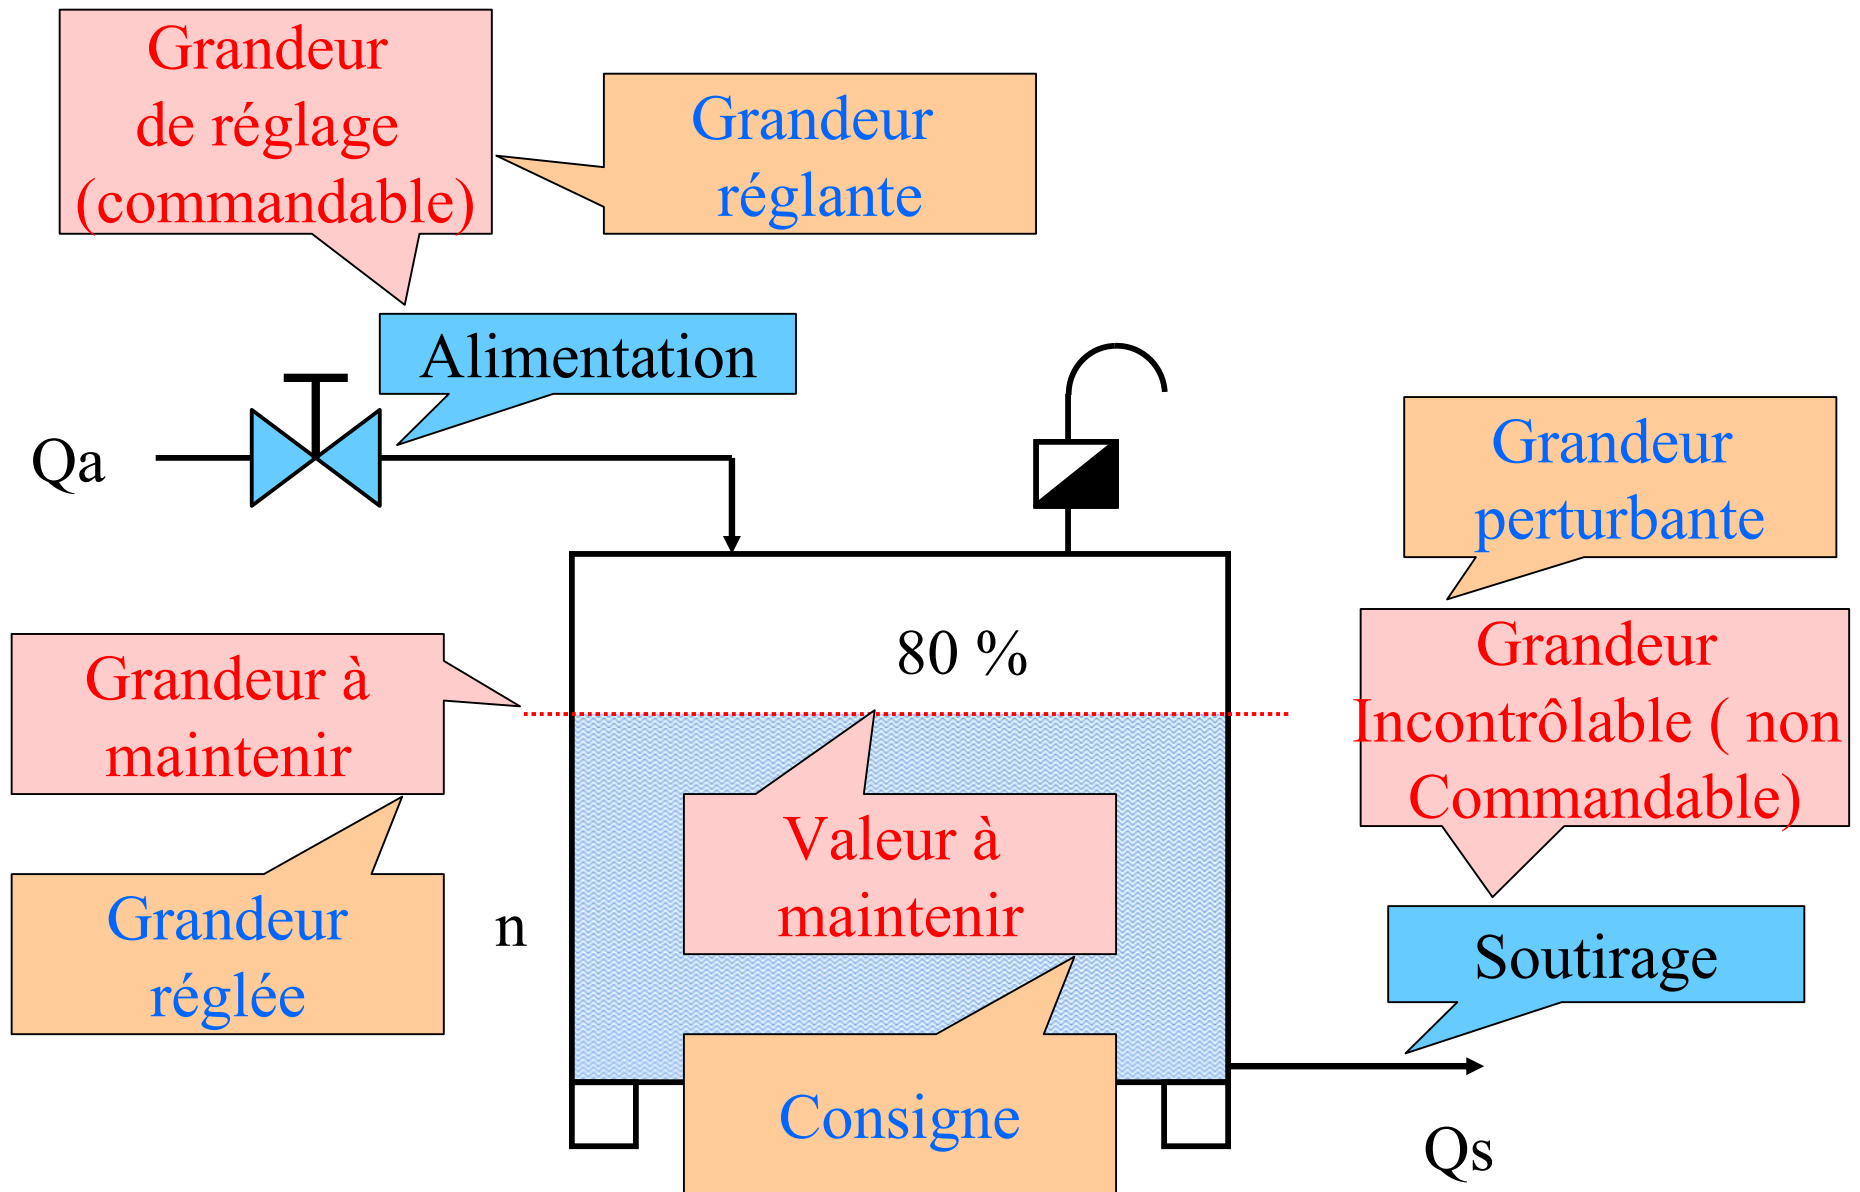 Grandeur
de réglage
(commandable)
Grandeur
réglante
Alimentation
Qa
Grandeur
perturbante
80 %
Grandeur à
maintenir
Grandeur
Incontrôlable ( non
Commandable)
Valeur à
maintenir
Grandeur
réglée
n
Soutirage
Consigne
Qs